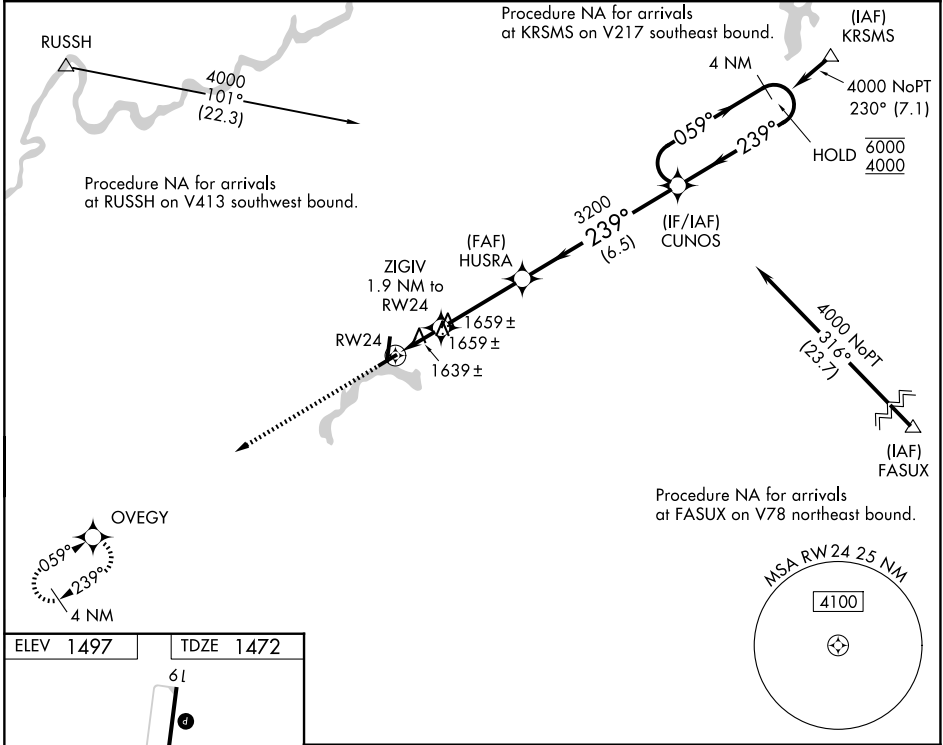 Procedure NA for arrivals
at KRSMS on V217 southeast bound.
(IAF)
KRSMS
RUSSH
4 NM
4000
101°
(22.3)
4000 NoPT
230° (7.1)
059°
239°
HOLD
6000
4000
Procedure NA for arrivals
at RUSSH on V413 southwest bound.
3200
239°
(6.5)
(IF/IAF)
CUNOS
(FAF)
HUSRA
ZIGIV
1.9 NM to
RW24
1659±
1659±
1639±
RW24
4000 NoPT
316°
(23.7)
(IAF)
FASUX
Procedure NA for arrivals
at FASUX on V78 northeast bound.
OVEGY
059°
239°
4 NM
MSA RW 24 25 NM
4100
ELEV 1497
TDZE 1472
19
P